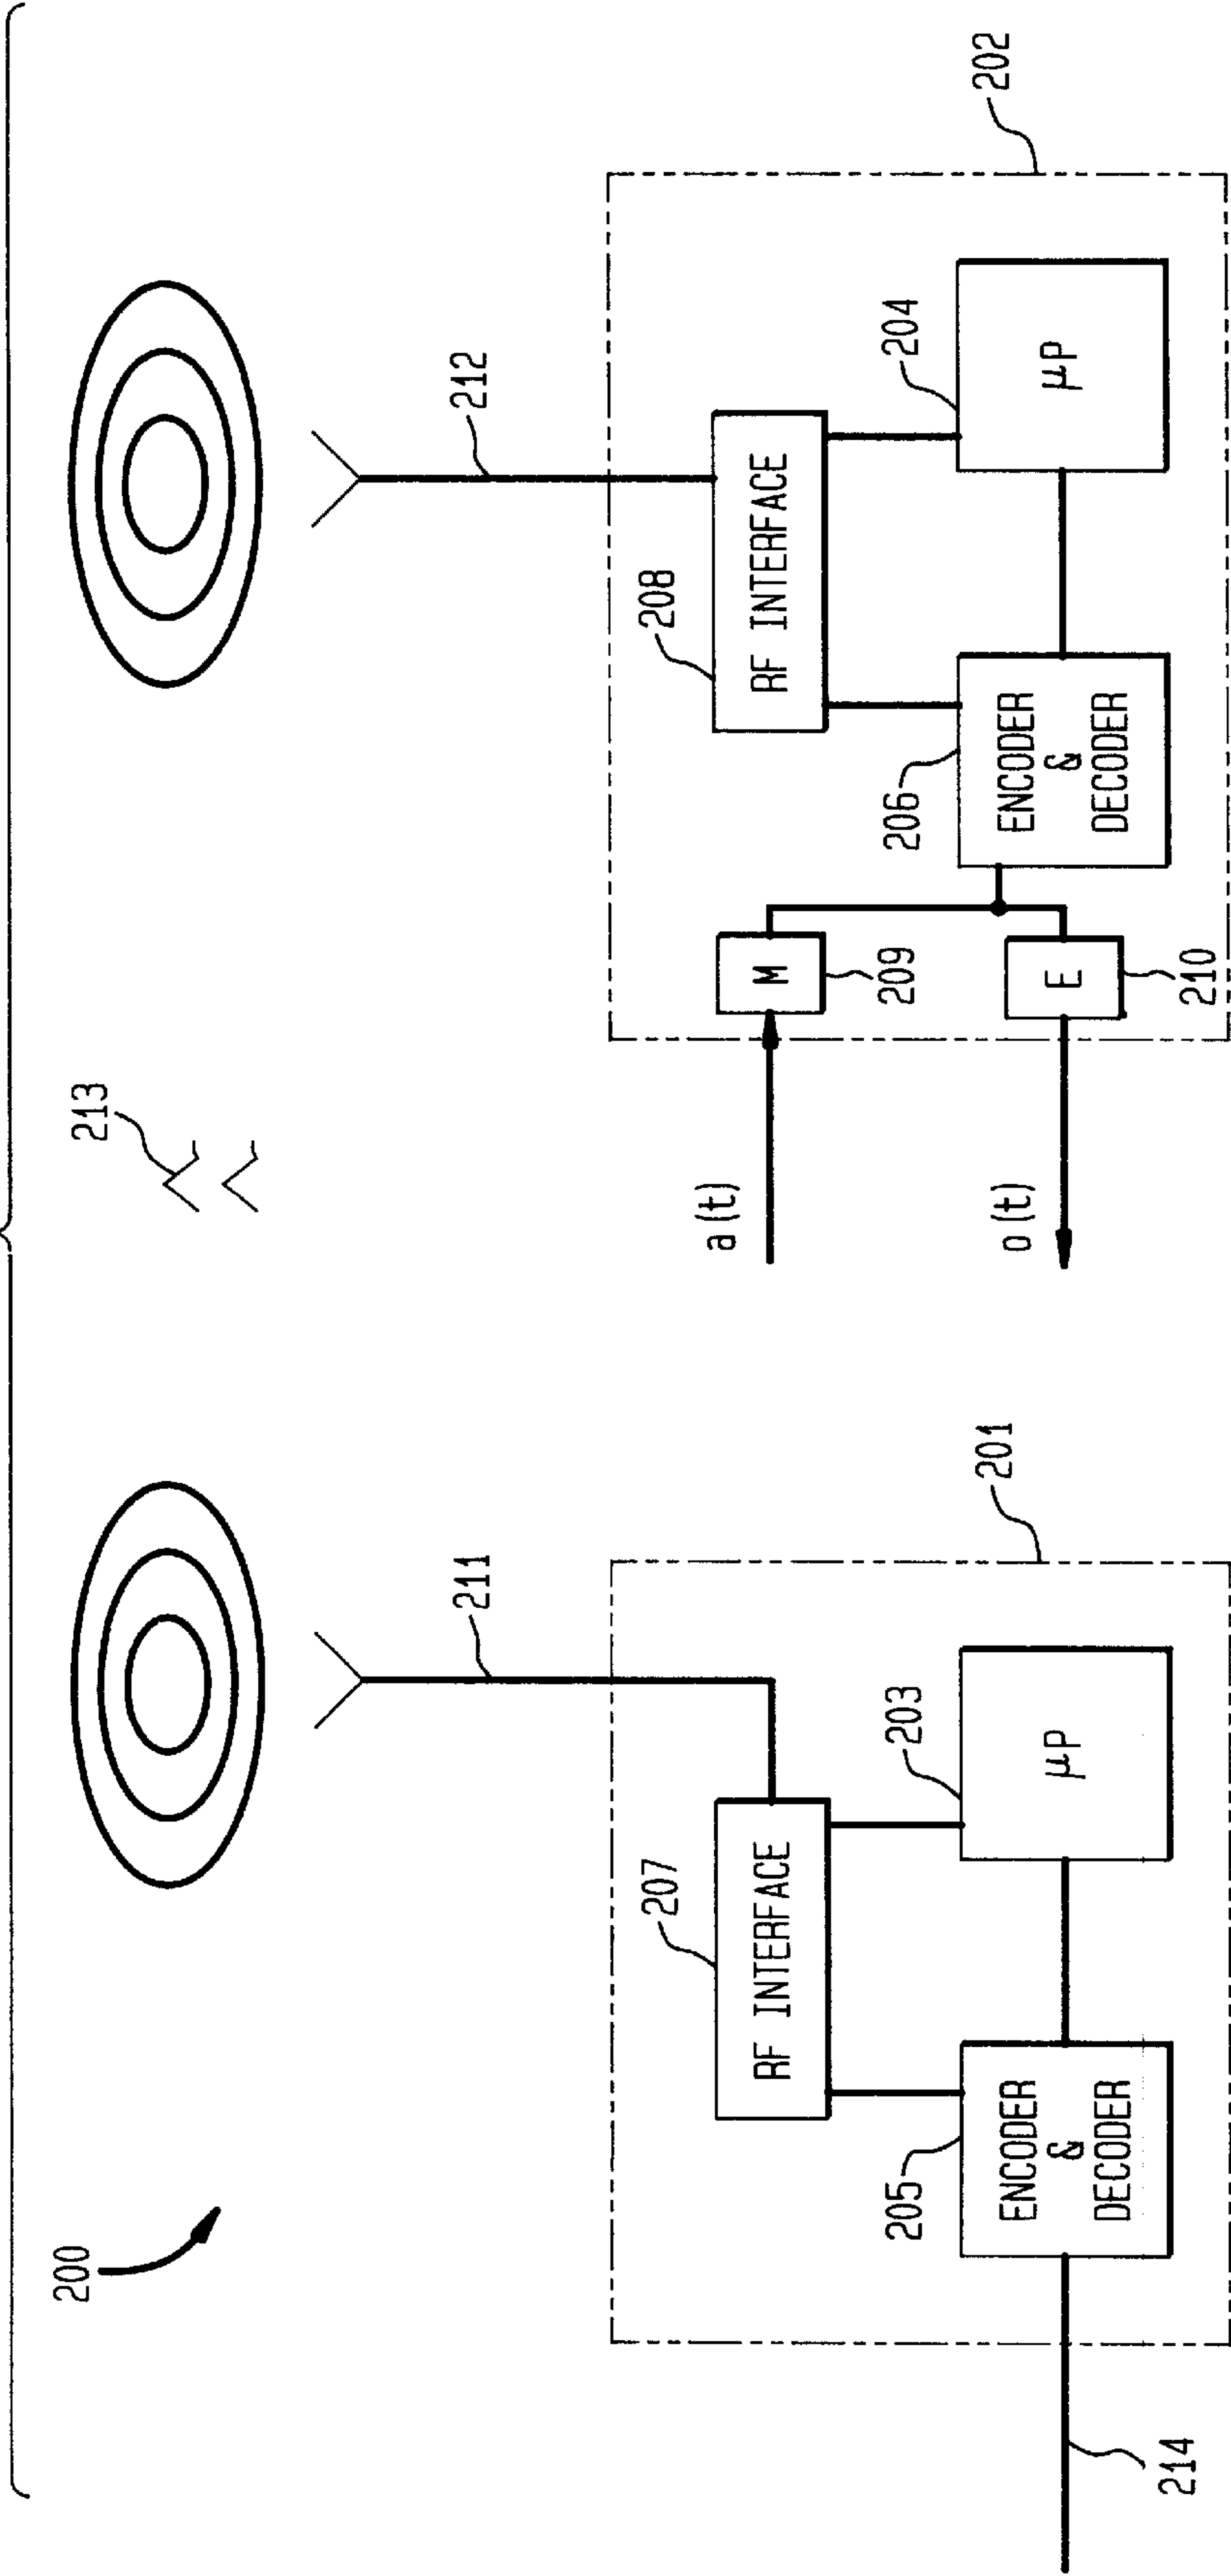 200
213
211
212
207
RF INTERFACE
208
RF INTERFACE
205
ENCODER
&
DECODER
203
μP
201
a(t)
M
209
o(t)
E
210
206
ENCODER
&
DECODER
204
μP
202
214